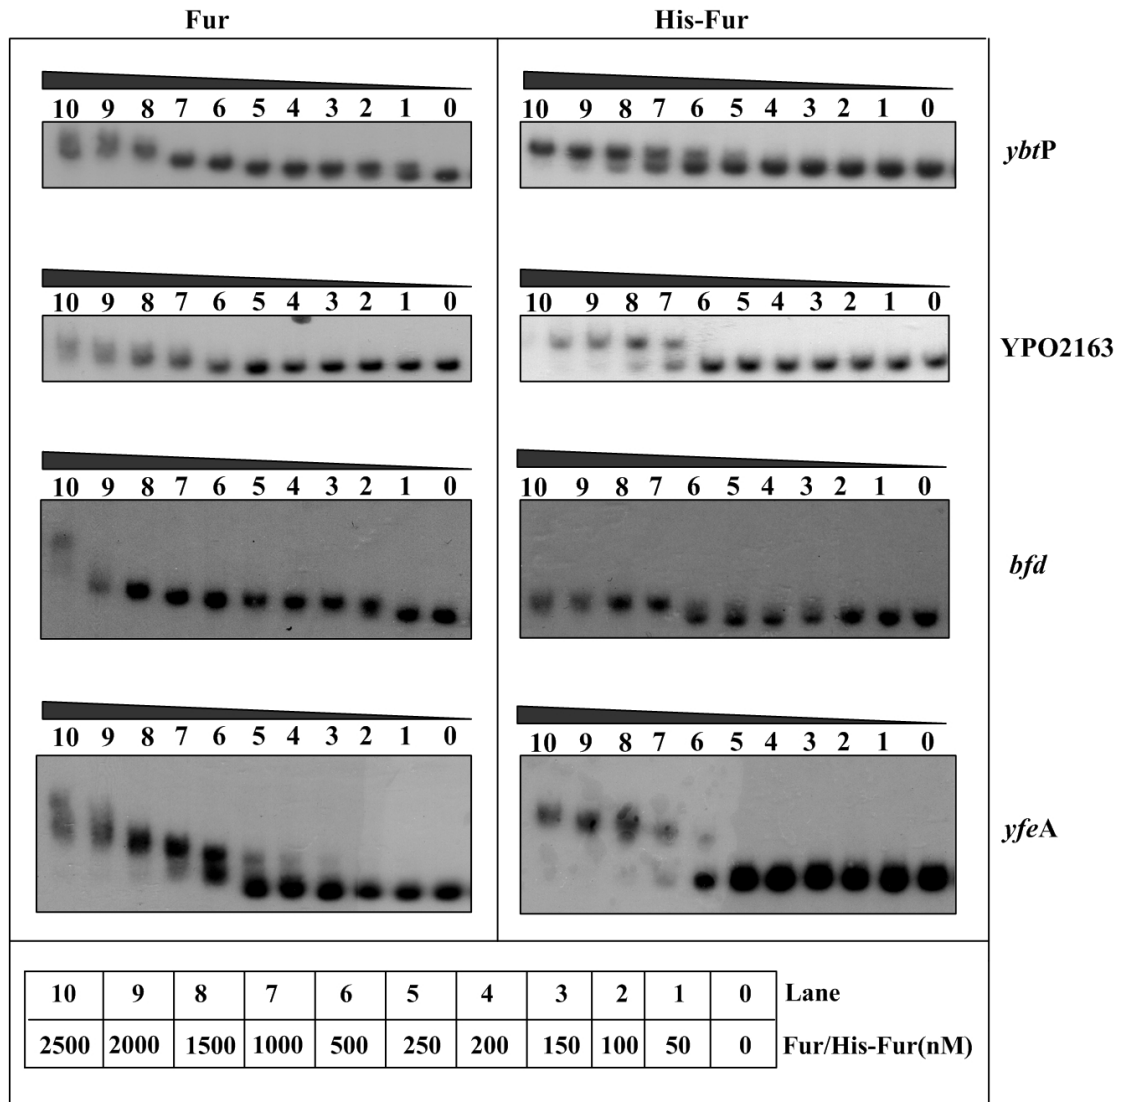 Fur His-Fur
10 9 8 7 6 5 4 3 2 1 0 10 9 8 7 6 5 4 3 2 1 0
ybtP
10 9 8 7 6 5 4 3 2 1 0 10 9 8 7 6 5 4 3 2 1 0
YPO2163
10 9 8 7 6 5 4 3 2 1 0 10 9 8 7 6 5 4 3 2 1 0
bfd
10 9 8 7 6 5 4 3 2 1 0 10 9 8 7 6 5 4 3 2 1 0
yfeA
10 9 8 7 6 5 4 3 2 1 0 Lane
2500 2000 1500 1000 500 250 200 150 100 50 0 Fur/His-Fur(nM)